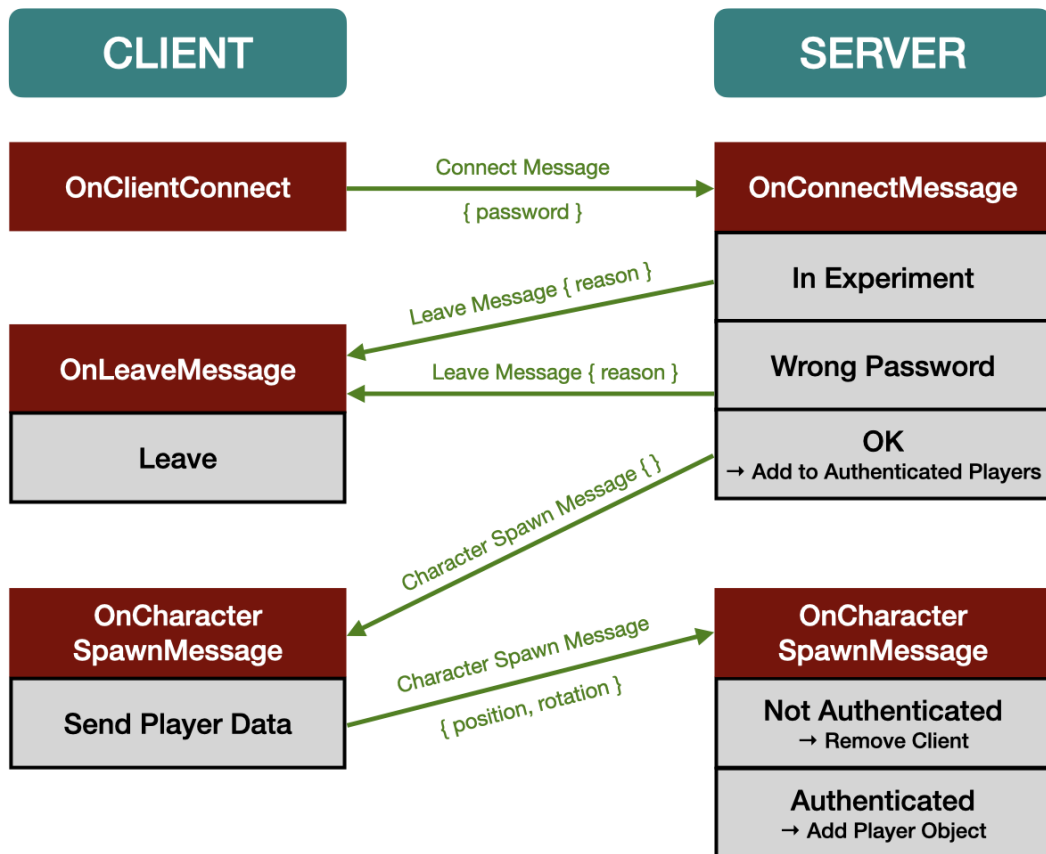 CLIENT
SERVER
OnClientConnect
Connect Message
{ password }
OnConnectMessage
In Experiment
Leave Message { reason }
OnLeaveMessage
Leave Message { reason }
Wrong Password
Leave
OK
→ Add to Authenticated Players
Character Spawn Message { }
OnCharacter
SpawnMessage
Send Player Data
Character Spawn Message
{ position, rotation }
OnCharacter
SpawnMessage
Not Authenticated
→ Remove Client
Authenticated
→ Add Player Object